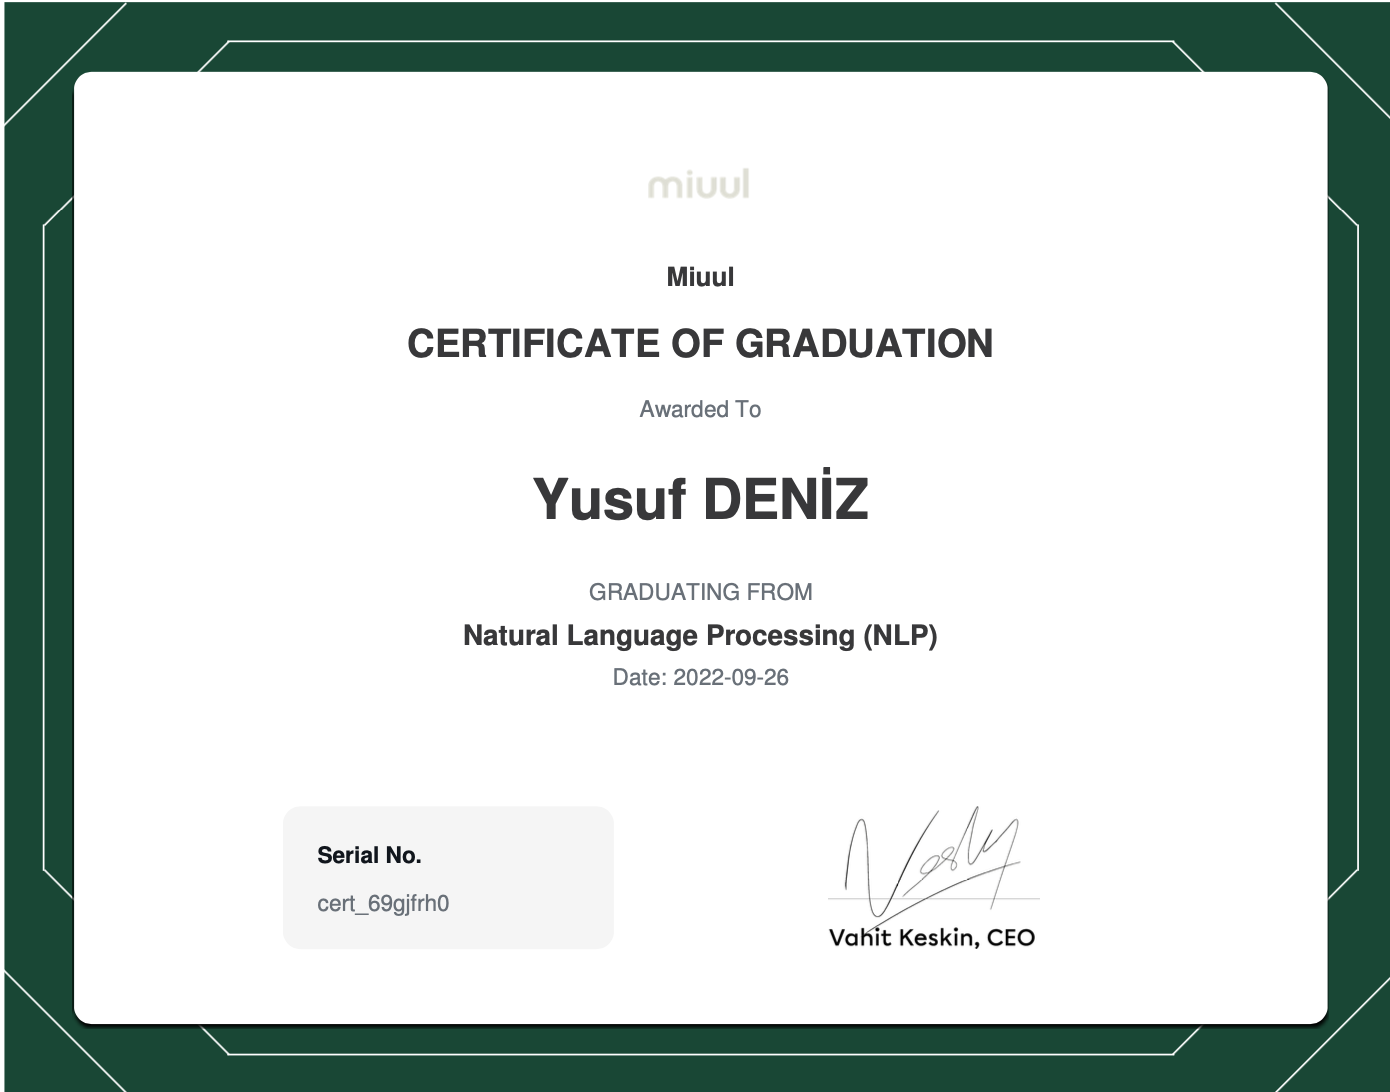 miuul
Miuul
CERTIFICATE OF GRADUATION
Awarded To
Yusuf DENİZ
GRADUATING FROM
Natural Language Processing (NLP)
Date: 2022-09-26
Serial No.
cert_69gjfrh0
Vahit Keskin, CEO